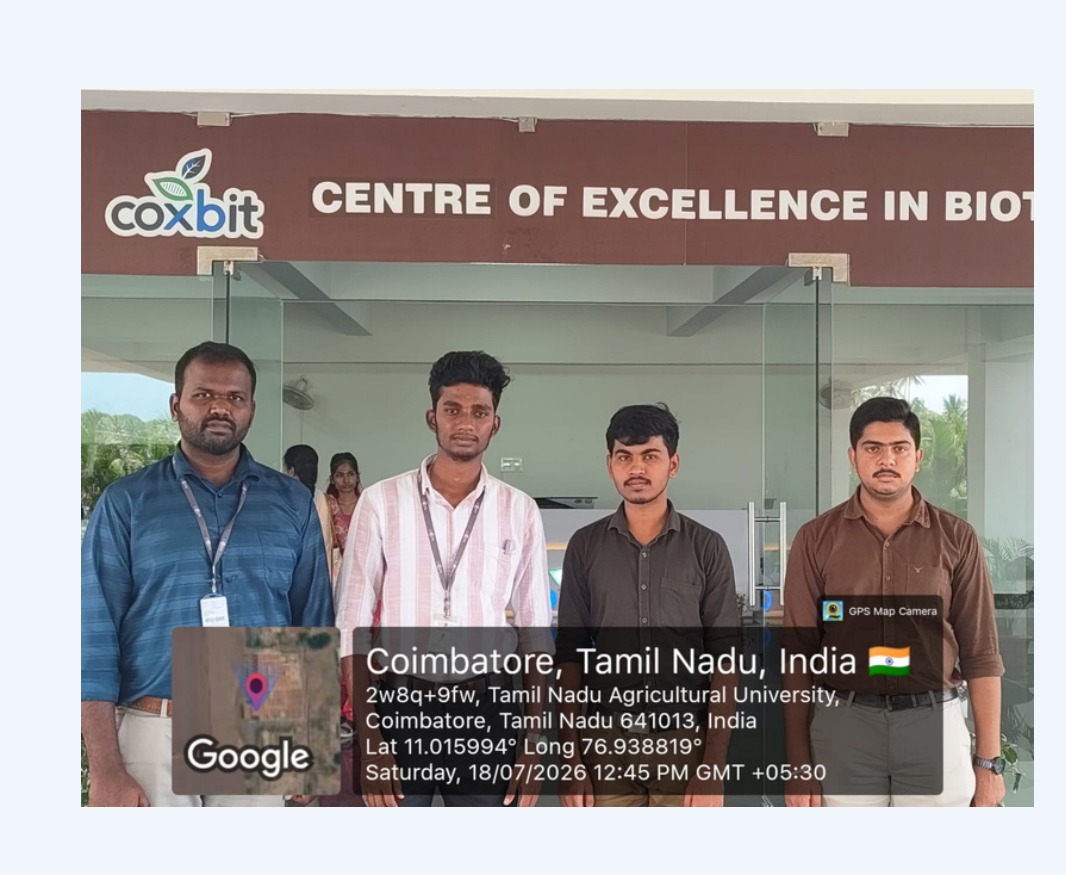 coxbit
CENTRE OF EXCELLENCE IN BIOT
GPS Map Camera
Coimbatore, Tamil Nadu, India
2w8q+9fw, Tamil Nadu Agricultural University,
Coimbatore, Tamil Nadu 641013, India
Lat 11.015994° Long 76.938819°
Saturday, 18/07/2026 12:45 PM GMT +05:30
Google